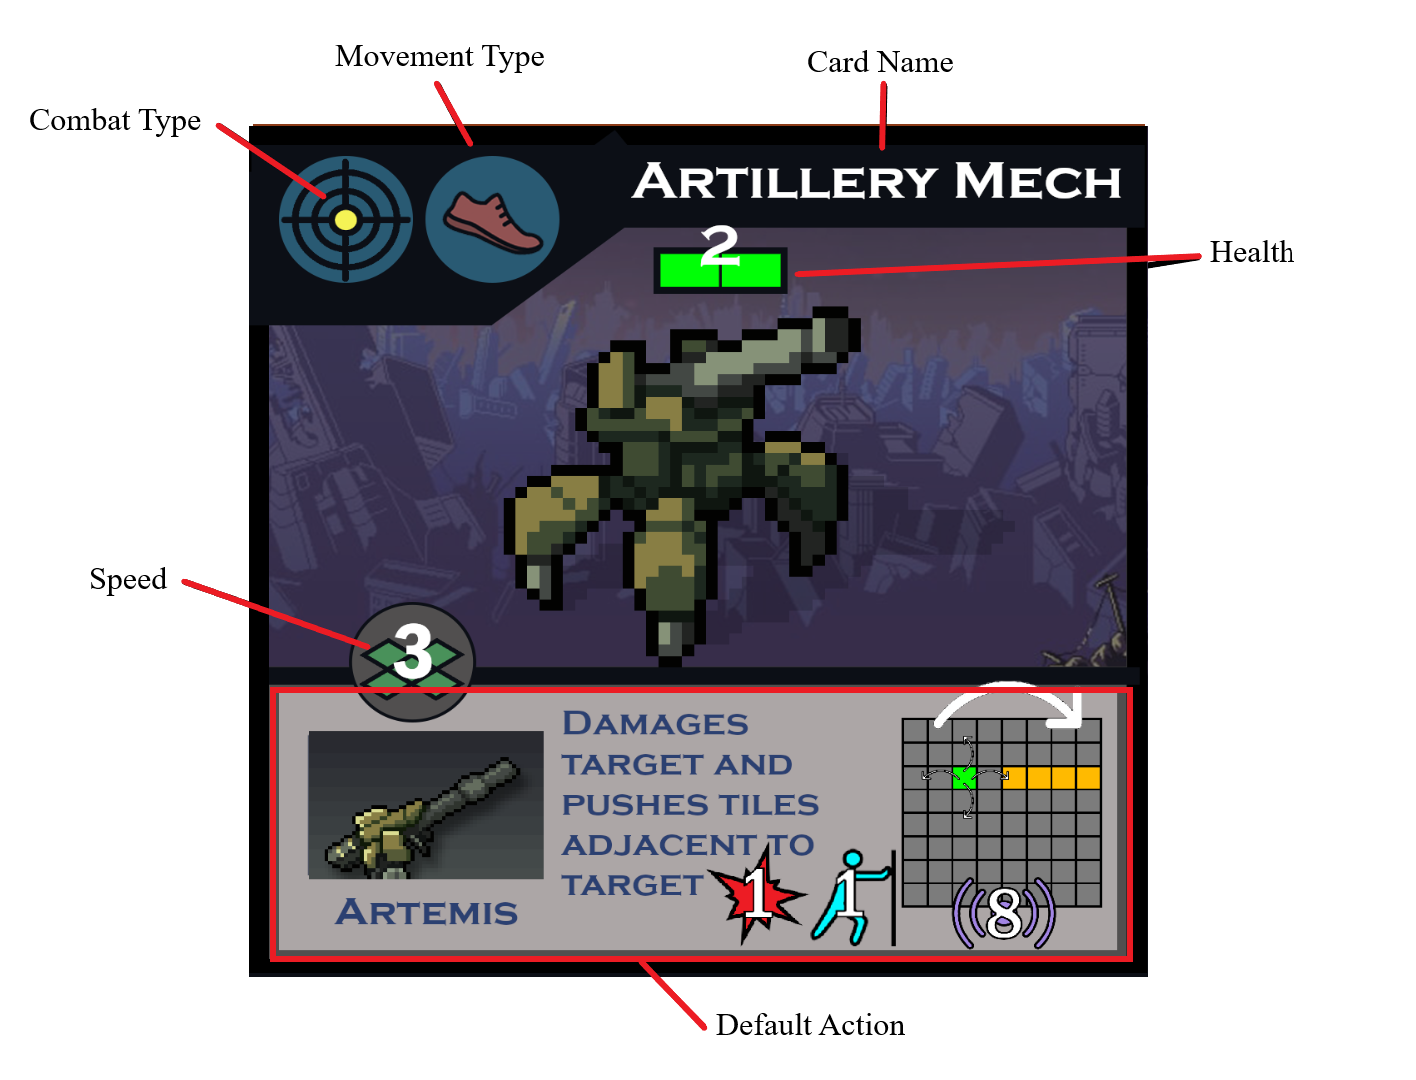 Movement Type
Card Name
Combat Type
ARTILLERY MECH
2
Health
Speed
3
DAMAGES
TARGET AND
PUSHES TILES
ADJACENT TO
TARGET
1
1
8
ARTEMIS
Default Action